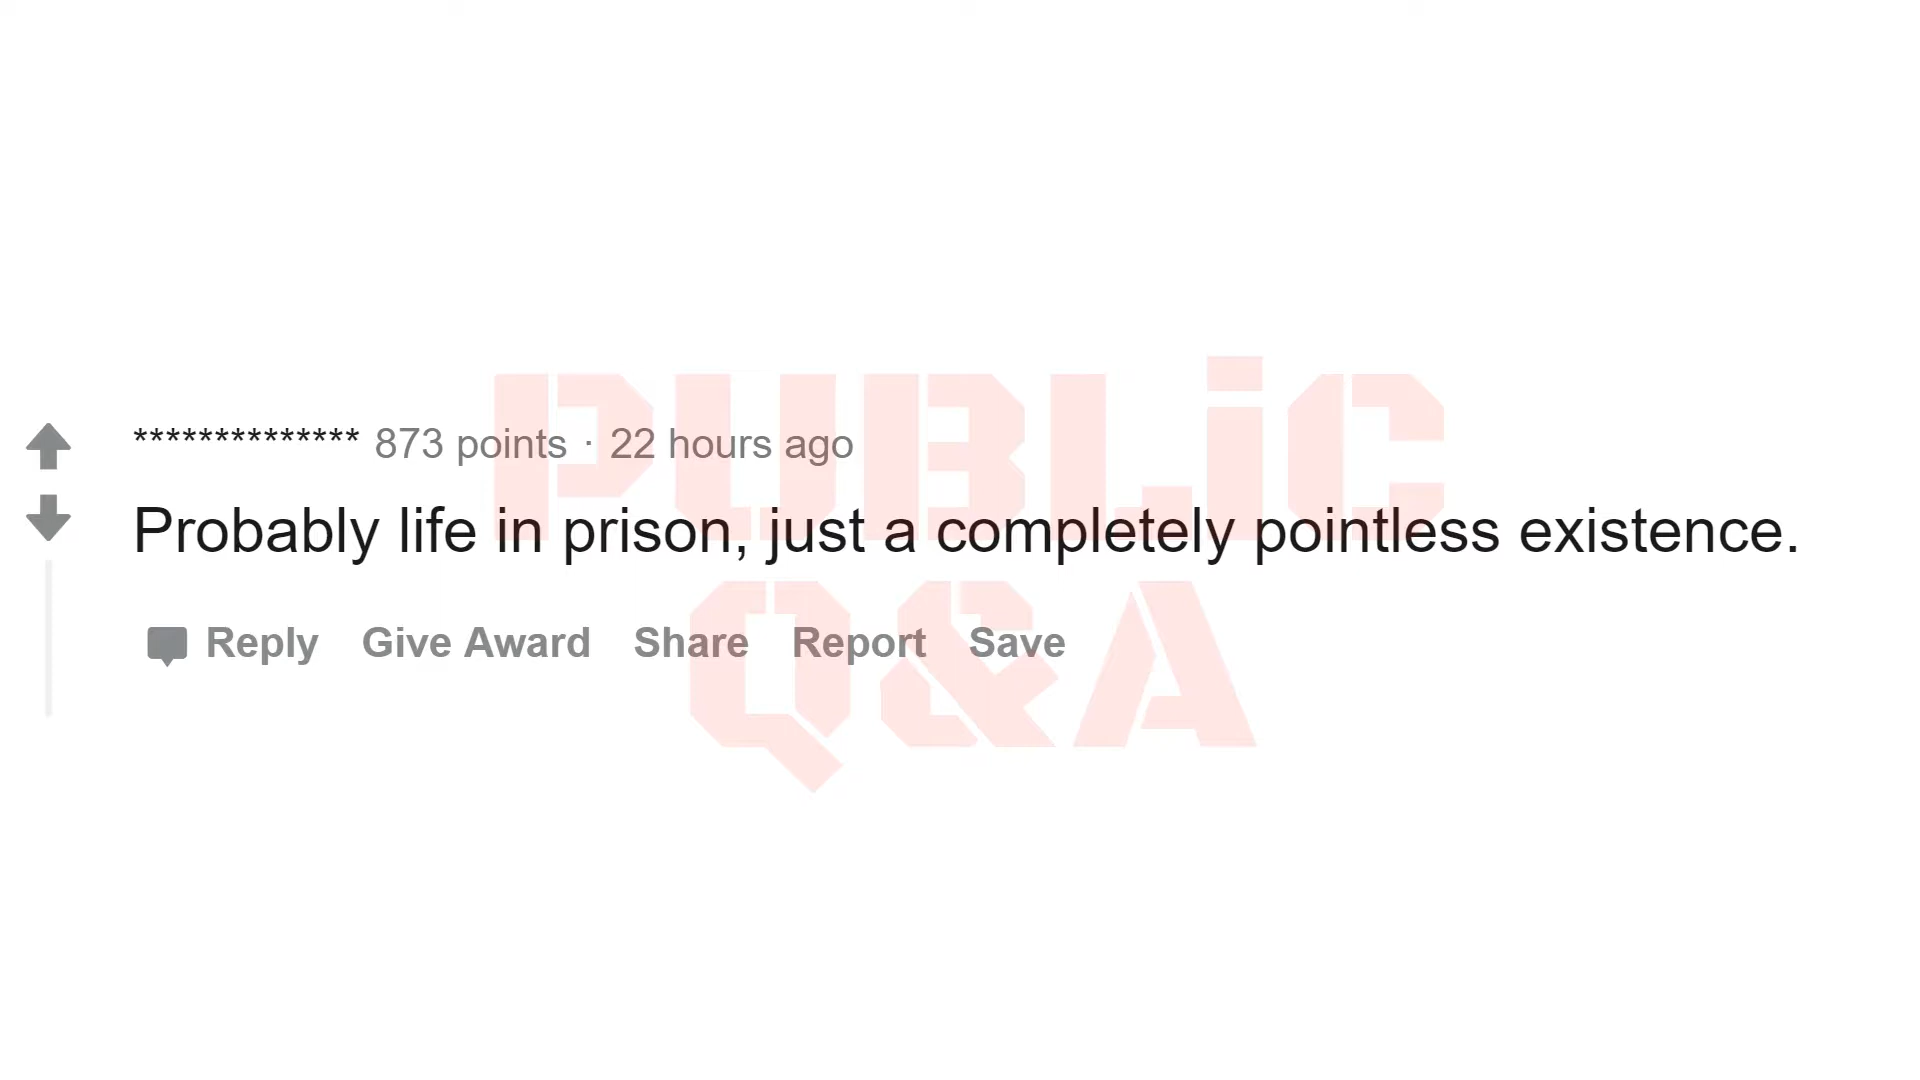 ************** 873 points · 22 hours ago
Probably life in prison, just a completely pointless existence.
Reply Give Award Share Report Save
PUBLiC
Q&A